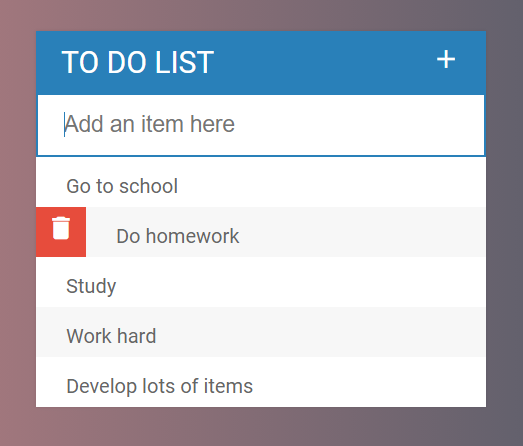 TO DO LIST +
Add an item here
Go to school
Do homework
Study
Work hard
Develop lots of items